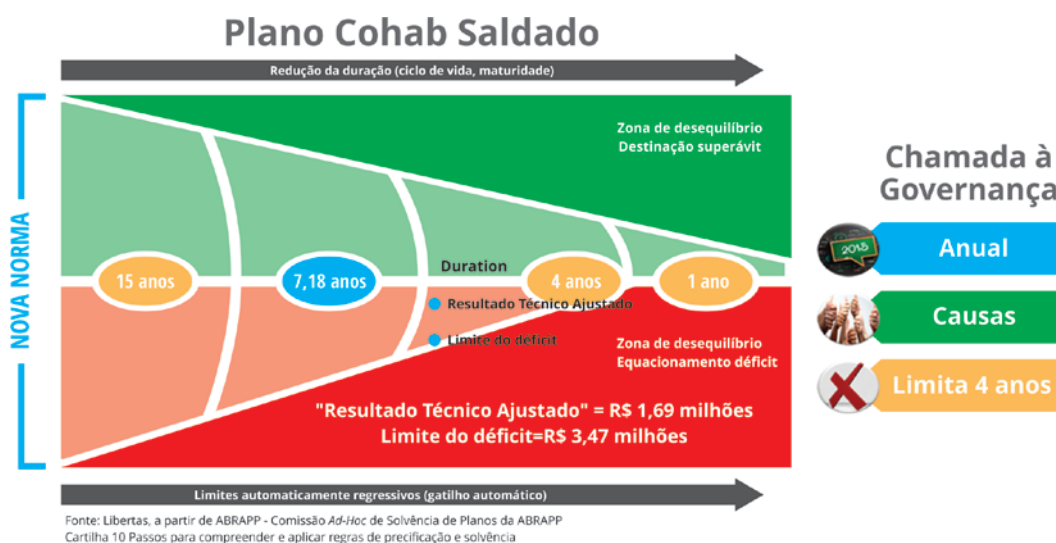 Plano Cohab Saldado
Redução da duração (ciclo de vida, maturidade)
NOVA NORMA
Zona de desequilíbrio
Destinação superávit
15 anos
7,18 anos
Duration
4 anos
1 ano
Resultado Técnico Ajustado
Limite do déficit
Zona de desequilíbrio
Equacionamento déficit
"Resultado Técnico Ajustado" = R$ 1,69 milhões
Limite do déficit=R$ 3,47 milhões
Limites automaticamente regressivos (gatilho automático)
Fonte: Libertas, a partir de ABRAPP - Comissão Ad-Hoc de Solvência de Planos da ABRAPP
Cartilha 10 Passos para compreender e aplicar regras de precificação e solvência
Chamada à
Governança
2015
Anual
Causas
Limita 4 anos